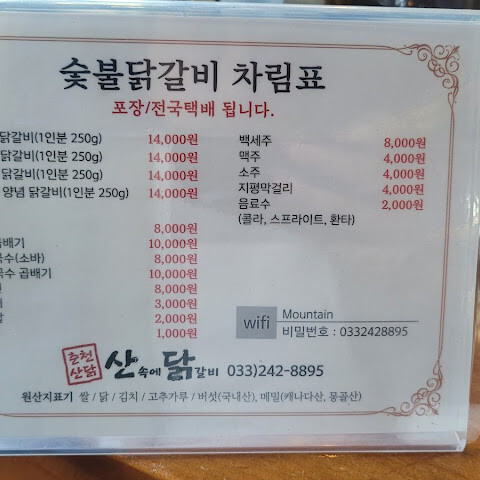 숯불닭갈비 차림표
포장/전국택배 됩니다.
닭갈비(1인분 250g) 14,000원
닭갈비(1인분 250g) 14,000원
닭갈비(1인분 250g) 14,000원
양념 닭갈비(1인분 250g) 14,000원
8,000원
곱배기 10,000원
국수(소바) 8,000원
국수 곱배기 10,000원
8,000원
3,000원
2,000원
1,000원
백세주 8,000원
맥주 4,000원
소주 4,000원
지평막걸리 4,000원
음료수 2,000원
(콜라, 스프라이트, 환타)
wifi Mountain
비밀번호 : 0332428895
춘천
산닭
산속에닭갈비 033)242-8895
원산지표기 쌀 / 닭 / 김치 / 고추가루 / 버섯(국내산), 메밀(캐나다산, 몽골산)